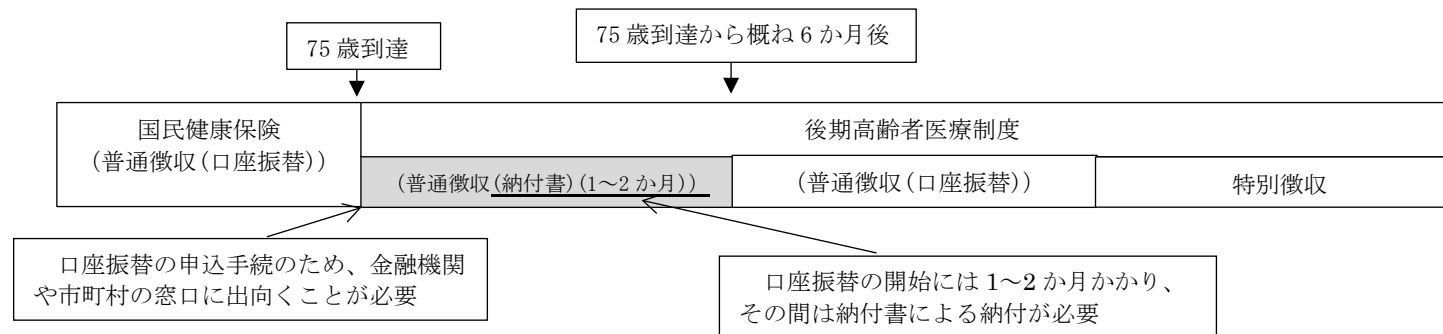 75歳到達
75歳到達から概ね6か月後
国民健康保険
(普通徴収(口座振替))
後期高齢者医療制度
(普通徴収(納付書)(1～2か月))
(普通徴収(口座振替))
特別徴収
口座振替の申込手続のため、金融機関
や市町村の窓口に出向くことが必要
口座振替の開始には1～2か月かかり、
その間は納付書による納付が必要